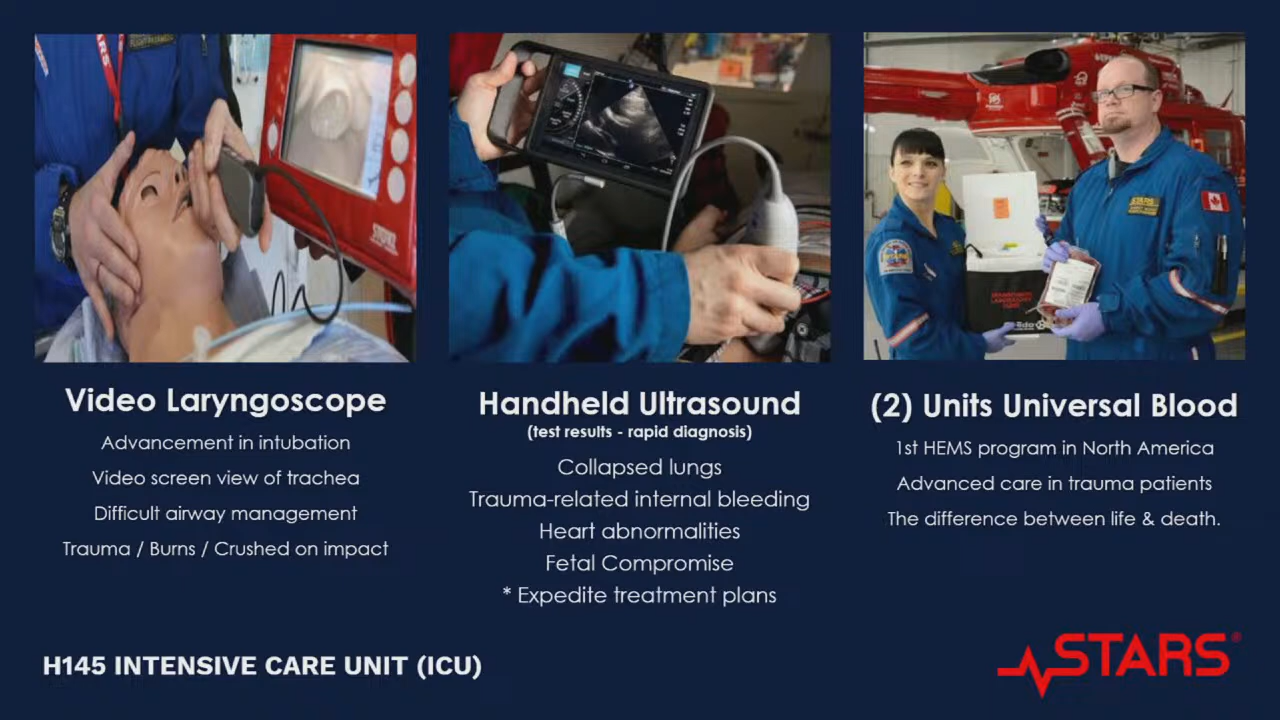 Video Laryngoscope
Advancement in intubation
Video screen view of trachea
Difficult airway management
Trauma / Burns / Crushed on impact
Handheld Ultrasound
(test results - rapid diagnosis)
Collapsed lungs
Trauma-related internal bleeding
Heart abnormalities
Fetal Compromise
* Expedite treatment plans
(2) Units Universal Blood
1st HEMS program in North America
Advanced care in trauma patients
The difference between life & death.
H145 INTENSIVE CARE UNIT (ICU)
STARS®
STARS